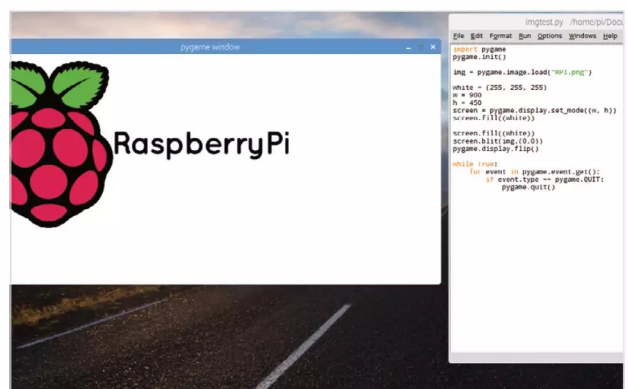 pygame window
RaspberryPi
imgtest.py /home/pi/Docu
File Edit Format Run Options Windows Help
import pygame
pygame.init()
img = pygame.image.load("RPi.png")
white = (255, 255, 255)
w = 900
h = 450
screen = pygame.display.set_mode((w, h))
screen.fill((white))
screen.fill((white))
screen.blit(img,(0,0))
pygame.display.flip()
while True:
for event in pygame.event.get():
if event.type == pygame.QUIT:
pygame.quit()